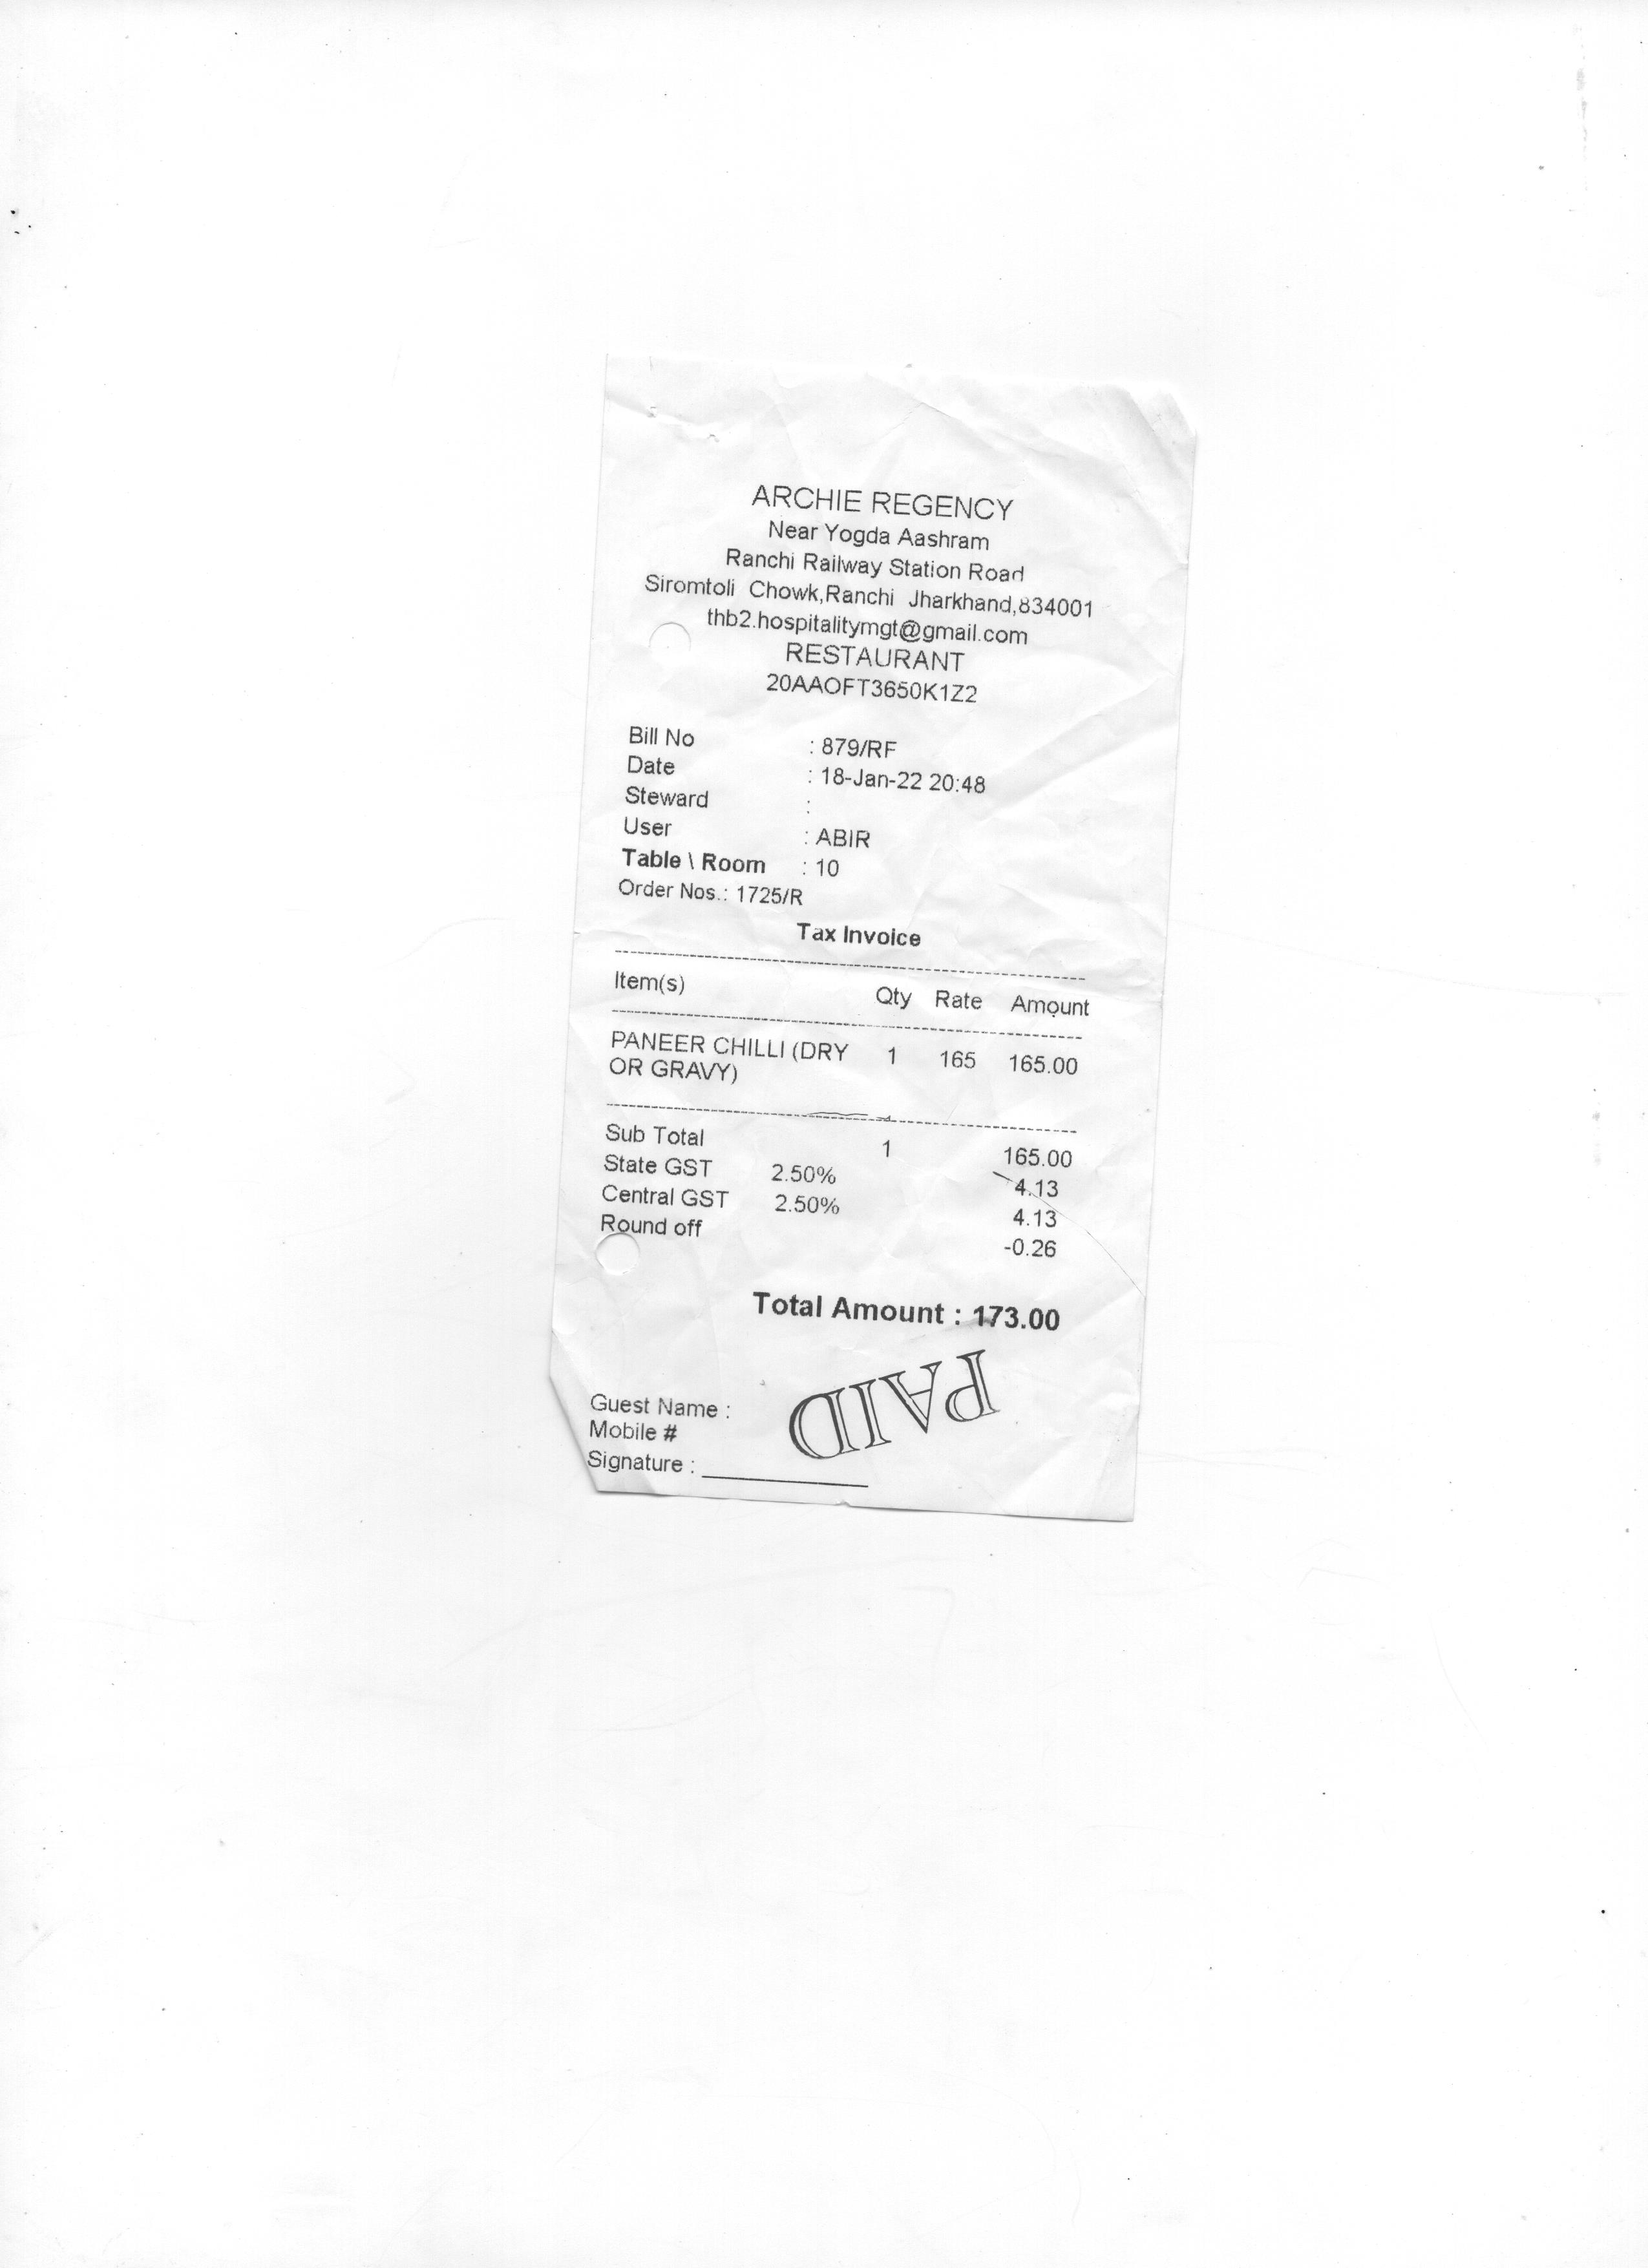 ARCHIE REGENCY
Near Yogda Aashram
Ranchi Railway Station Road
Siromtoli Chowk,Ranchi Jharkhand,834001
thb2.hospitalitymgt@gmail.com
RESTAURANT
20AAOFT3650K1Z2
Bill No : 879/RF
Date : 18-Jan-22 20:48
Steward :
User : ABIR
Table \ Room : 10
Order Nos.: 1725/R
Tax Invoice
Item(s) Qty Rate Amount
PANEER CHILLI (DRY 1 165 165.00
OR GRAVY)
Sub Total 1 165.00
State GST 2.50% 4.13
Central GST 2.50% 4.13
Round off -0.26
Total Amount : 173.00
PAID
Guest Name :
Mobile #
Signature :